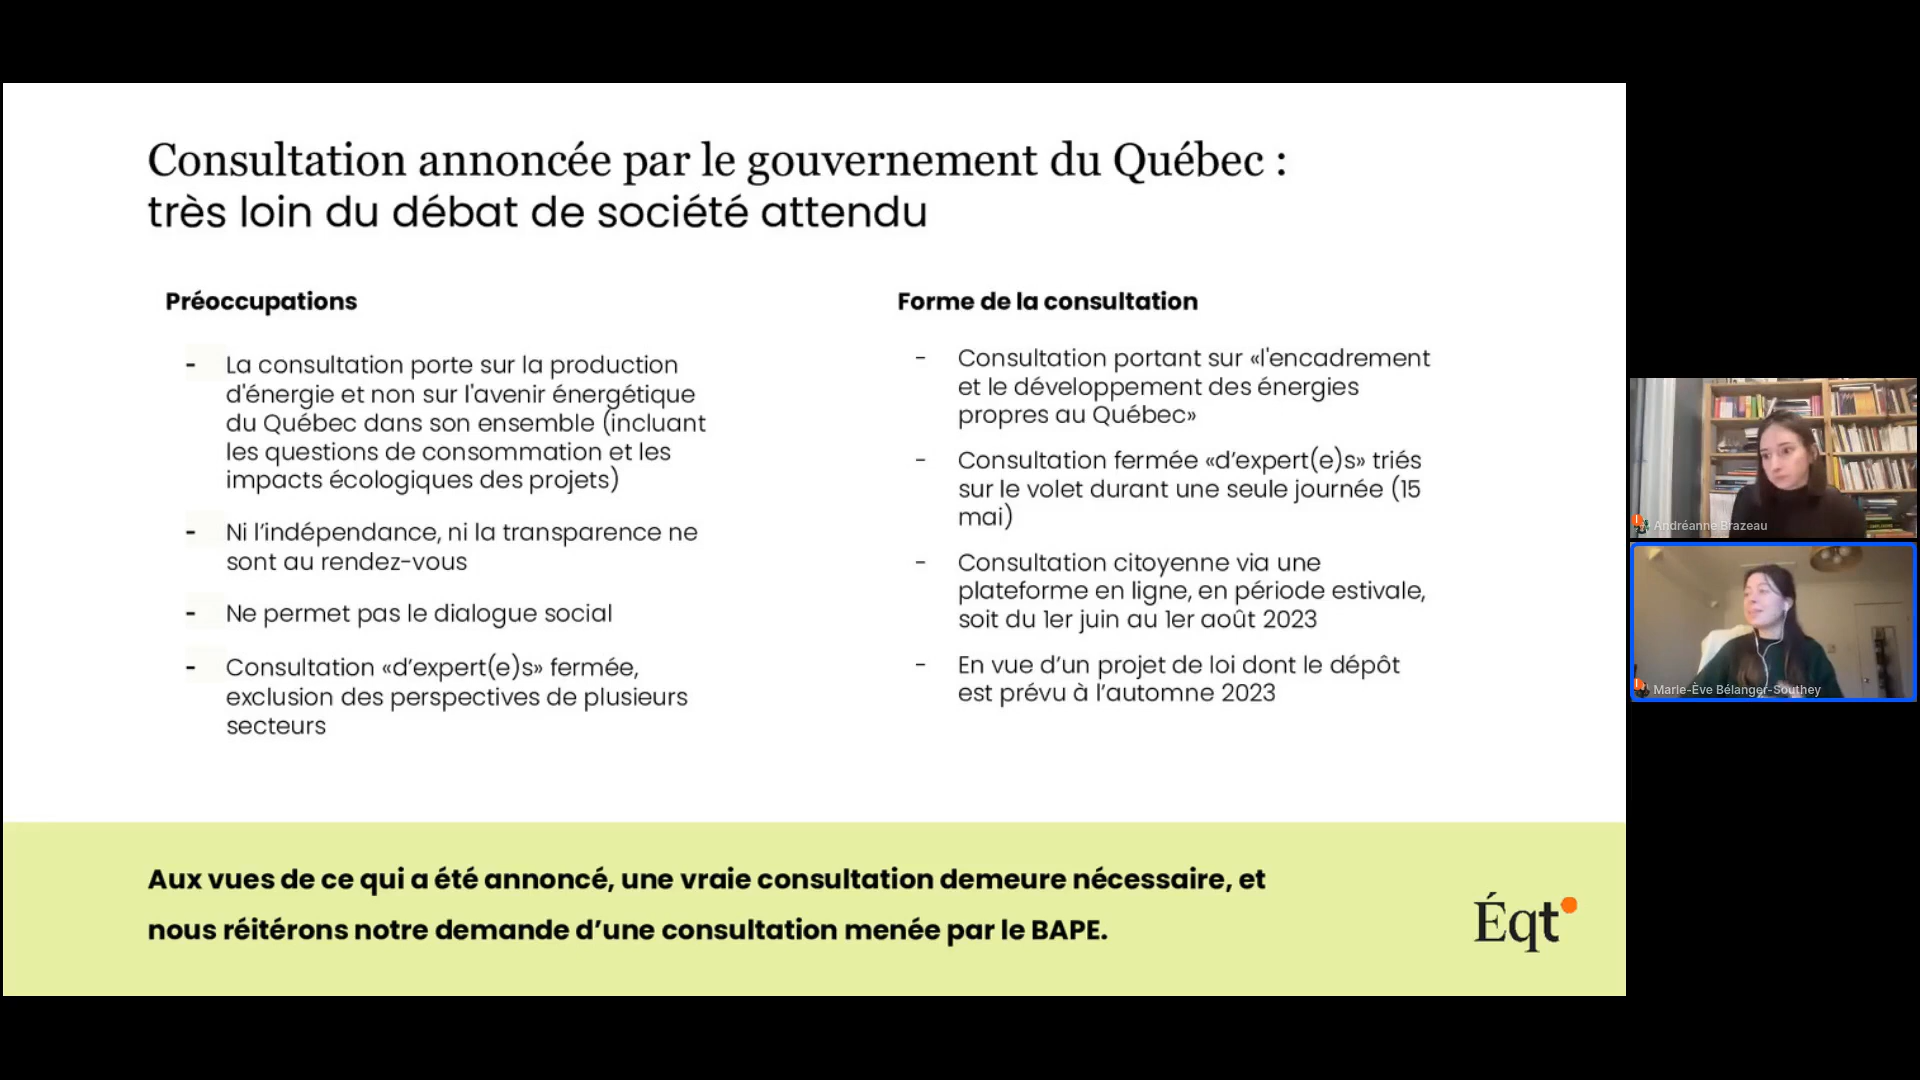 Consultation annoncée par le gouvernement du Québec :
très loin du débat de société attendu
Préoccupations
- La consultation porte sur la production
d'énergie et non sur l'avenir énergétique
du Québec dans son ensemble (incluant
les questions de consommation et les
impacts écologiques des projets)
- Ni l’indépendance, ni la transparence ne
sont au rendez-vous
- Ne permet pas le dialogue social
- Consultation «d’expert(e)s» fermée,
exclusion des perspectives de plusieurs
secteurs
Forme de la consultation
- Consultation portant sur «l'encadrement
et le développement des énergies
propres au Québec»
- Consultation fermée «d’expert(e)s» triés
sur le volet durant une seule journée (15
mai)
- Consultation citoyenne via une
plateforme en ligne, en période estivale,
soit du 1er juin au 1er août 2023
- En vue d’un projet de loi dont le dépôt
est prévu à l’automne 2023
Aux vues de ce qui a été annoncé, une vraie consultation demeure nécessaire, et
nous réitérons notre demande d’une consultation menée par le BAPE.
Éqt
Andréanne Brazeau
Marie-Ève Bélanger-Southey